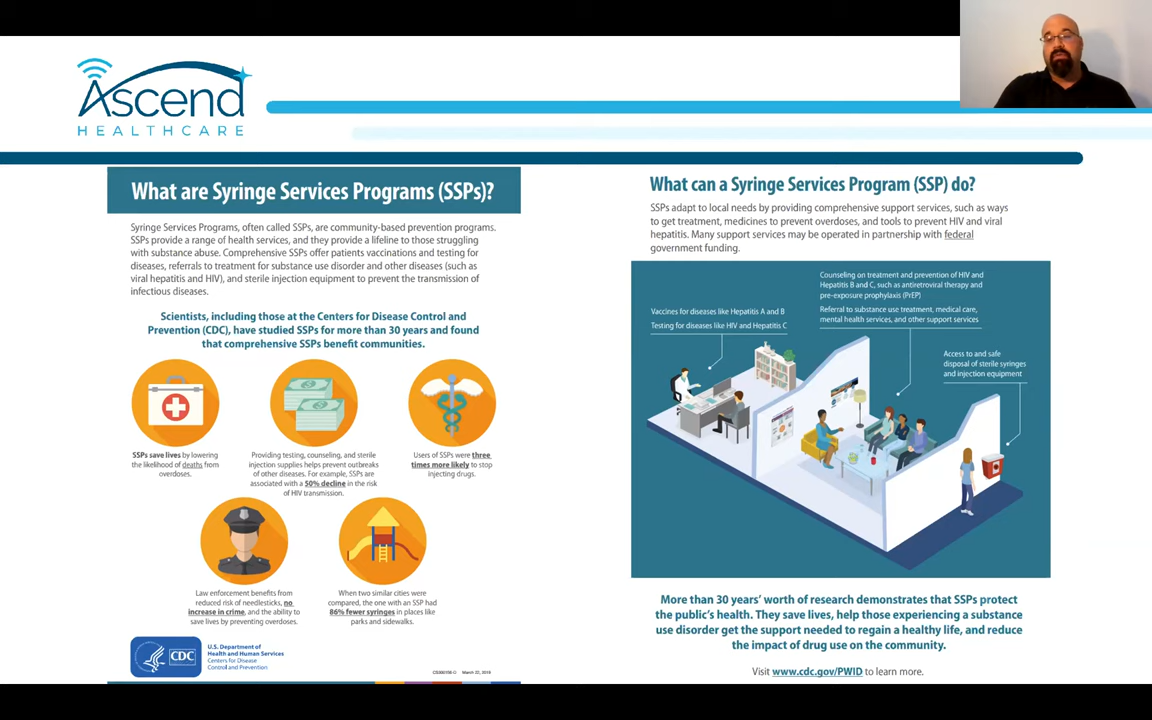 Ascend
HEALTHCARE
What are Syringe Services Programs (SSPs)?
Syringe Services Programs, often called SSPs, are community-based prevention programs.
SSPs provide a range of health services, and they provide a lifeline to those struggling
with substance abuse. Comprehensive SSPs offer patients vaccinations and testing for
diseases, referrals to treatment for substance use disorder and other diseases (such as
viral hepatitis and HIV), and sterile injection equipment to prevent the transmission of
infectious diseases.
Scientists, including those at the Centers for Disease Control and
Prevention (CDC), have studied SSPs for more than 30 years and found
that comprehensive SSPs benefit communities.
SSPs save lives by lowering
the likelihood of deaths from
overdoses.
Providing testing, counseling, and sterile
injection supplies helps prevent outbreaks
of other diseases. For example, SSPs are
associated with a 50% decline in the risk
of HIV transmission.
Users of SSPs were three
times more likely to stop
injecting drugs.
Law enforcement benefits from
reduced risk of needlesticks, no
increase in crime, and the ability to
save lives by preventing overdoses.
When two similar cities were
compared, the one with an SSP had
86% fewer syringes in places like
parks and sidewalks.
CDC
U.S. Department of
Health and Human Services
Centers for Disease
Control and Prevention
March 22, 2019
What can a Syringe Services Program (SSP) do?
SSPs adapt to local needs by providing comprehensive support services, such as ways
to get treatment, medicines to prevent overdoses, and tools to prevent HIV and viral
hepatitis. Many support services may be operated in partnership with federal
government funding.
Vaccines for diseases like Hepatitis A and B
Testing for diseases like HIV and Hepatitis C
Counseling on treatment and prevention of HIV and
Hepatitis B and C, such as antiretroviral therapy and
pre-exposure prophylaxis (PrEP)
Referral to substance use treatment, medical care,
mental health services, and other support services
Access to and safe
disposal of sterile syringes
and injection equipment
More than 30 years' worth of research demonstrates that SSPs protect
the public's health. They save lives, help those experiencing a substance
use disorder get the support needed to regain a healthy life, and reduce
the impact of drug use on the community.
Visit www.cdc.gov/PWID to learn more.